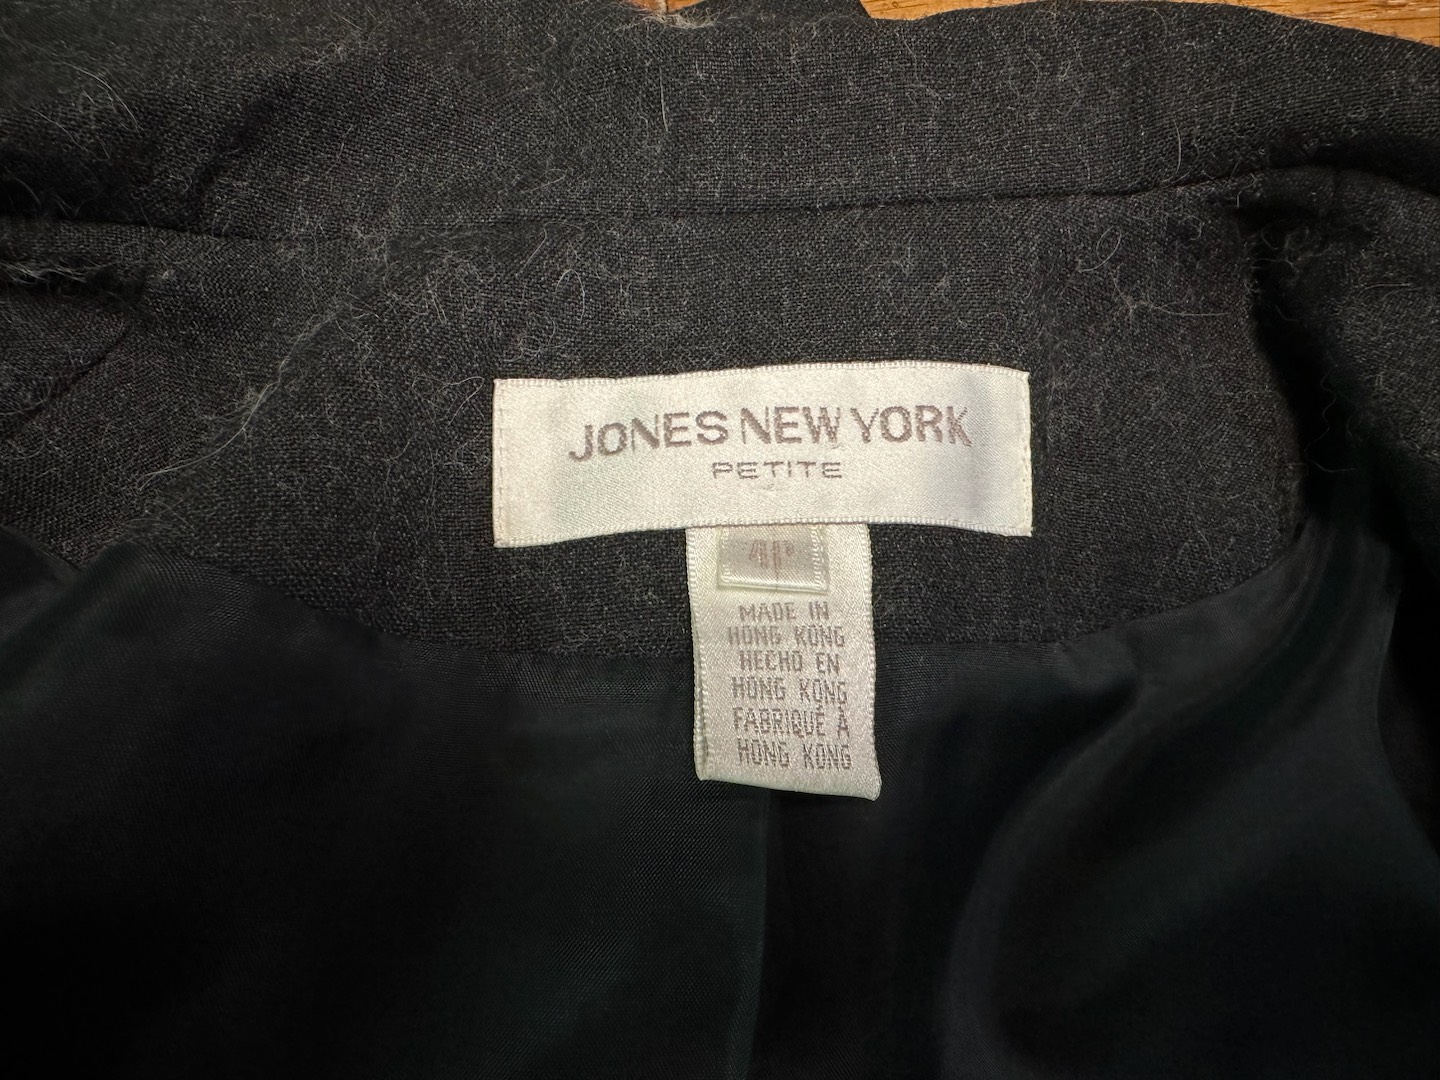 JONES NEW YORK
PETITE
4P
MADE IN
HONG KONG
HECHO EN
HONG KONG
FABRIQUÉ À
HONG KONG